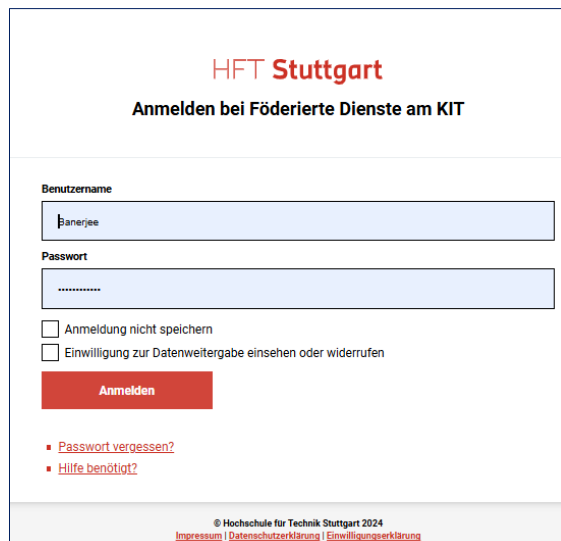 HFT Stuttgart
Anmelden bei Föderierte Dienste am KIT
Benutzername
Banerjee
Passwort
............
Anmeldung nicht speichern
Einwilligung zur Datenweitergabe einsehen oder widerrufen
Anmelden
Passwort vergessen?
Hilfe benötigt?
© Hochschule für Technik Stuttgart 2024
Impressum | Datenschutzerklärung | Einwilligungserklärung